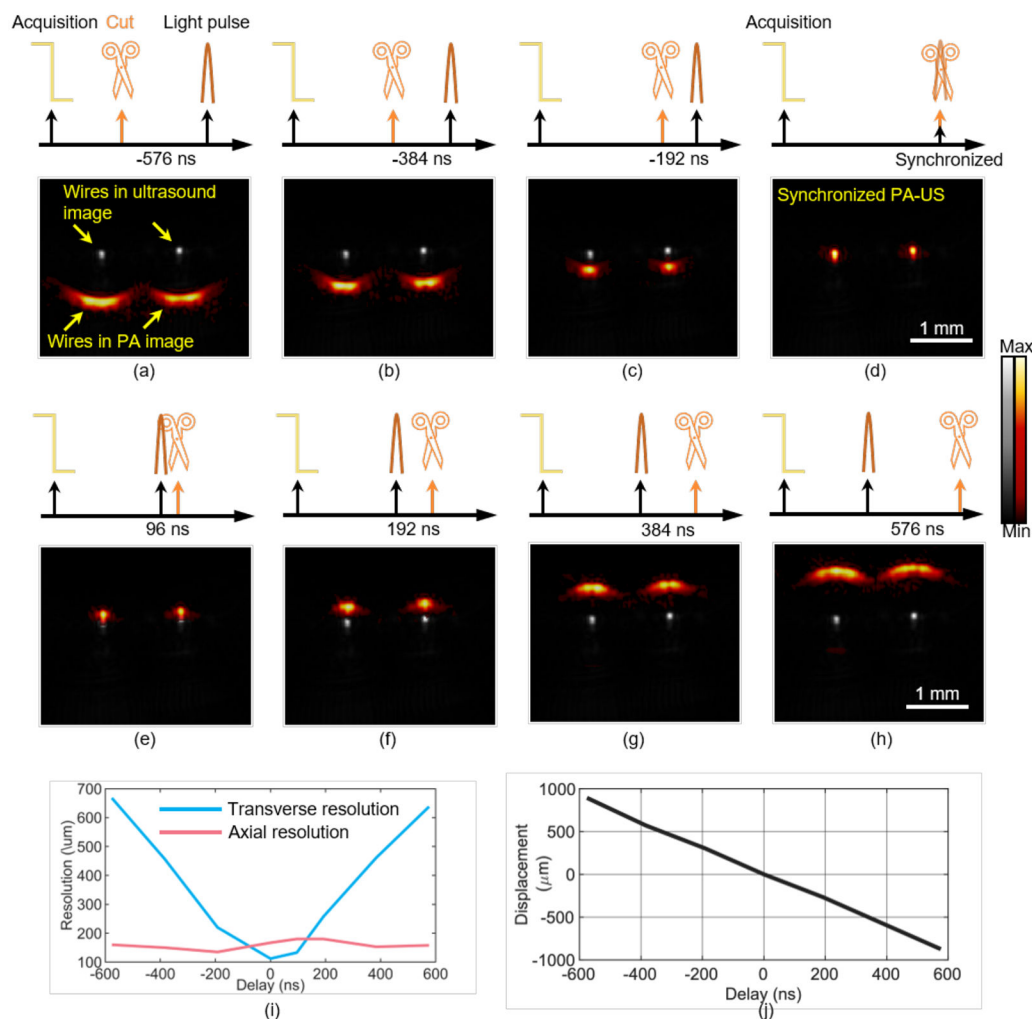 Acquisition Cut Light pulse Acquisition
-576 ns -384 ns -192 ns Synchronized
Wires in ultrasound
image
Wires in PA image
Synchronized PA-US
1 mm
(a) (b) (c) (d)
Max
Min
96 ns 192 ns 384 ns 576 ns
1 mm
(e) (f) (g) (h)
700
600
500
400
300
200
100
Resolution (\um)
Transverse resolution
Axial resolution
-600 -400 -200 0 200 400 600
Delay (ns)
(i)
1000
500
0
-500
-1000
Displacement
(μm)
-600 -400 -200 0 200 400 600
Delay (ns)
(j)